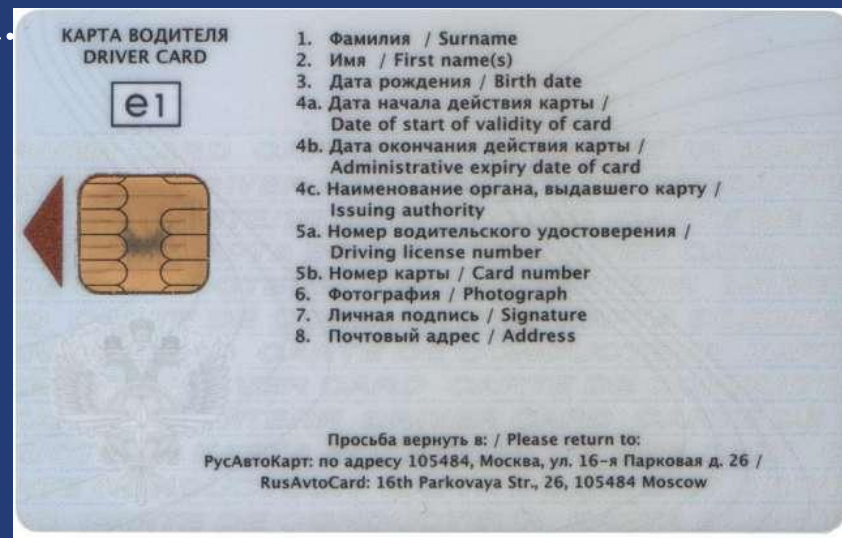 КАРТА ВОДИТЕЛЯ
DRIVER CARD
e1
1. Фамилия / Surname
2. Имя / First name(s)
3. Дата рождения / Birth date
4a. Дата начала действия карты /
Date of start of validity of card
4b. Дата окончания действия карты /
Administrative expiry date of card
4c. Наименование органа, выдавшего карту /
Issuing authority
5a. Номер водительского удостоверения /
Driving license number
5b. Номер карты / Card number
6. Фотография / Photograph
7. Личная подпись / Signature
8. Почтовый адрес / Address
Просьба вернуть в: / Please return to:
РусАвтоКарт: по адресу 105484, Москва, ул. 16-я Парковая д. 26 /
RusAvtoCard: 16th Parkovaya Str., 26, 105484 Moscow